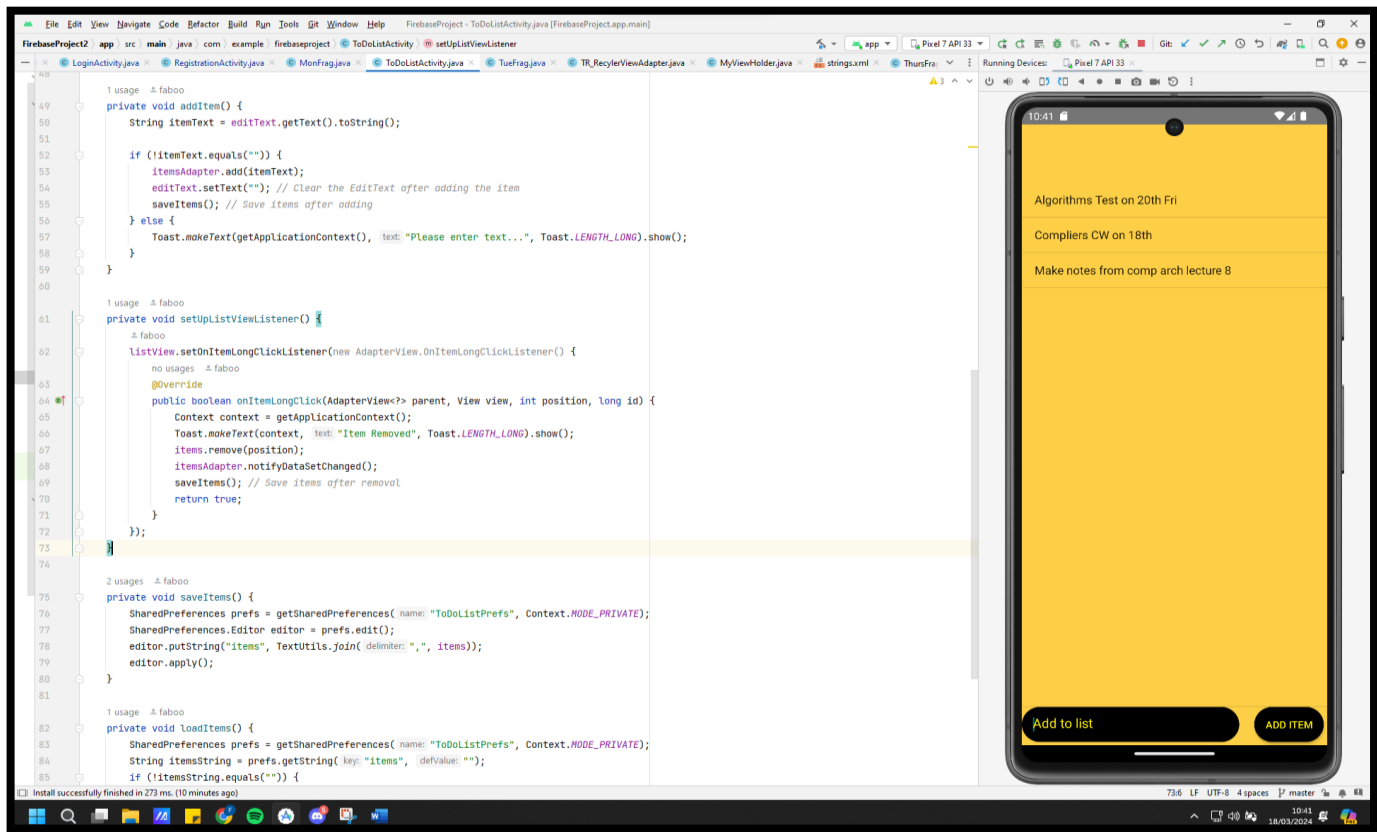 File Edit View Navigate Code Refactor Build Run Tools Git Window Help FirebaseProject - ToDoListActivity.java [FirebaseProject.app.main]
FirebaseProject2 app src main java com example firebaseproject ToDoListActivity setUpListViewListener app Pixel 7 API 33 Git:
LoginActivity.java RegistrationActivity.java MonFrag.java ToDoListActivity.java TueFrag.java TR_RecylerViewAdapter.java MyViewHolder.java strings.xml ThursFra Running Devices: Pixel 7 API 33
48
1 usage faboo
3
49 private void addItem() {
50 String itemText = editText.getText().toString();
51
52 if (!itemText.equals("")) {
53 itemsAdapter.add(itemText);
54 editText.setText(""); // Clear the EditText after adding the item
55 saveItems(); // Save items after adding
56 } else {
57 Toast.makeText(getApplicationContext(), text: "Please enter text...", Toast.LENGTH_LONG).show();
58 }
59 }
60
1 usage faboo
61 private void setUpListViewListener() {
faboo
62 listView.setOnItemLongClickListener(new AdapterView.OnItemLongClickListener() {
no usages faboo
63 @Override
64 public boolean onItemLongClick(AdapterView<?> parent, View view, int position, long id) {
65 Context context = getApplicationContext();
66 Toast.makeText(context, text: "Item Removed", Toast.LENGTH_LONG).show();
67 items.remove(position);
68 itemsAdapter.notifyDataSetChanged();
69 saveItems(); // Save items after removal
70 return true;
71 }
72 });
73 }
74
2 usages faboo
75 private void saveItems() {
76 SharedPreferences prefs = getSharedPreferences( name: "ToDoListPrefs", Context.MODE_PRIVATE);
77 SharedPreferences.Editor editor = prefs.edit();
78 editor.putString("items", TextUtils.join( delimiter: ",", items));
79 editor.apply();
80 }
81
1 usage faboo
82 private void loadItems() {
83 SharedPreferences prefs = getSharedPreferences( name: "ToDoListPrefs", Context.MODE_PRIVATE);
84 String itemsString = prefs.getString( key: "items", defValue: "");
85 if (!itemsString.equals("")) {
10:41
Algorithms Test on 20th Fri
Compliers CW on 18th
Make notes from comp arch lecture 8
Add to list ADD ITEM
Install successfully finished in 273 ms. (10 minutes ago) 73:6 LF UTF-8 4 spaces master
10:41
18/03/2024